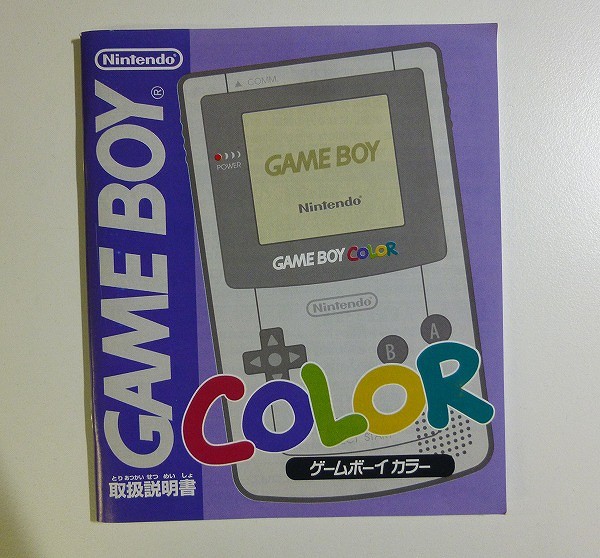 Nintendo
GAME BOY®
とりあつかい せつ めい しょ
取扱説明書
▲ COMM.
POWER
GAME BOY
Nintendo®
GAME BOY COLOR
Nintendo
B
A
START
COLOR
ゲームボーイ カラー